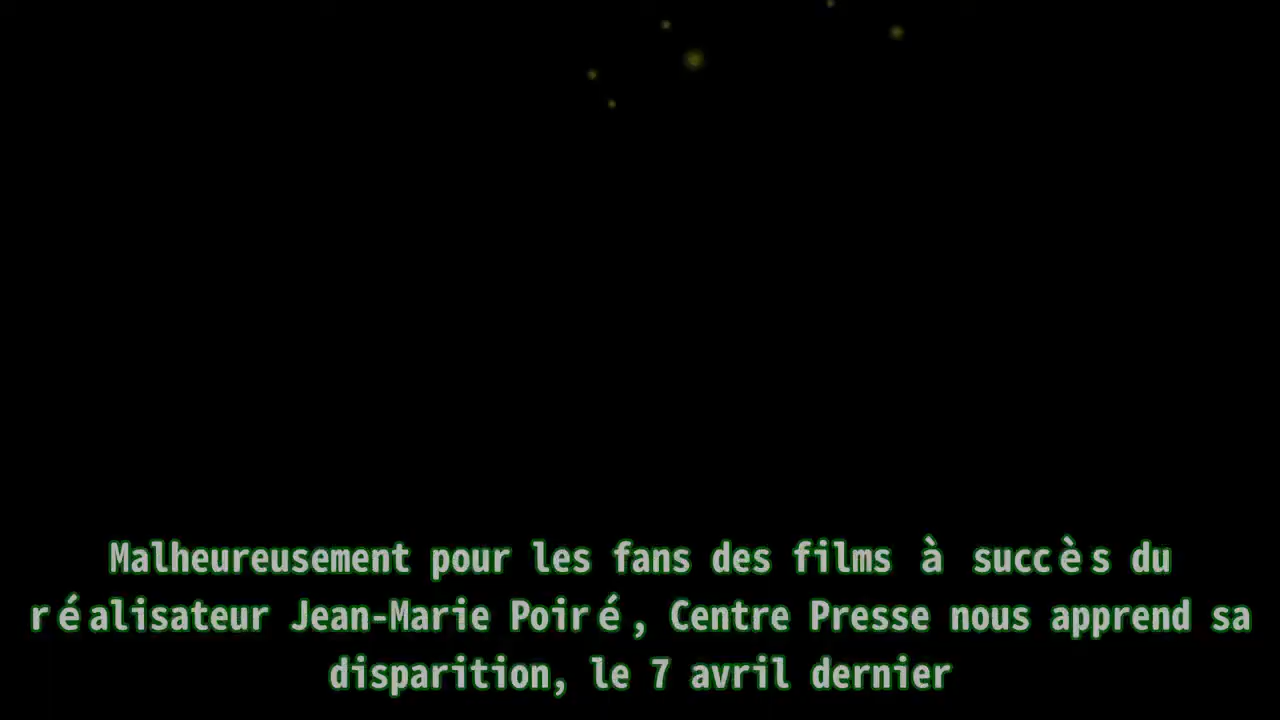 Malheureusement pour les fans des films à succès du
réalisateur Jean-Marie Poiré, Centre Presse nous apprend sa
disparition, le 7 avril dernier